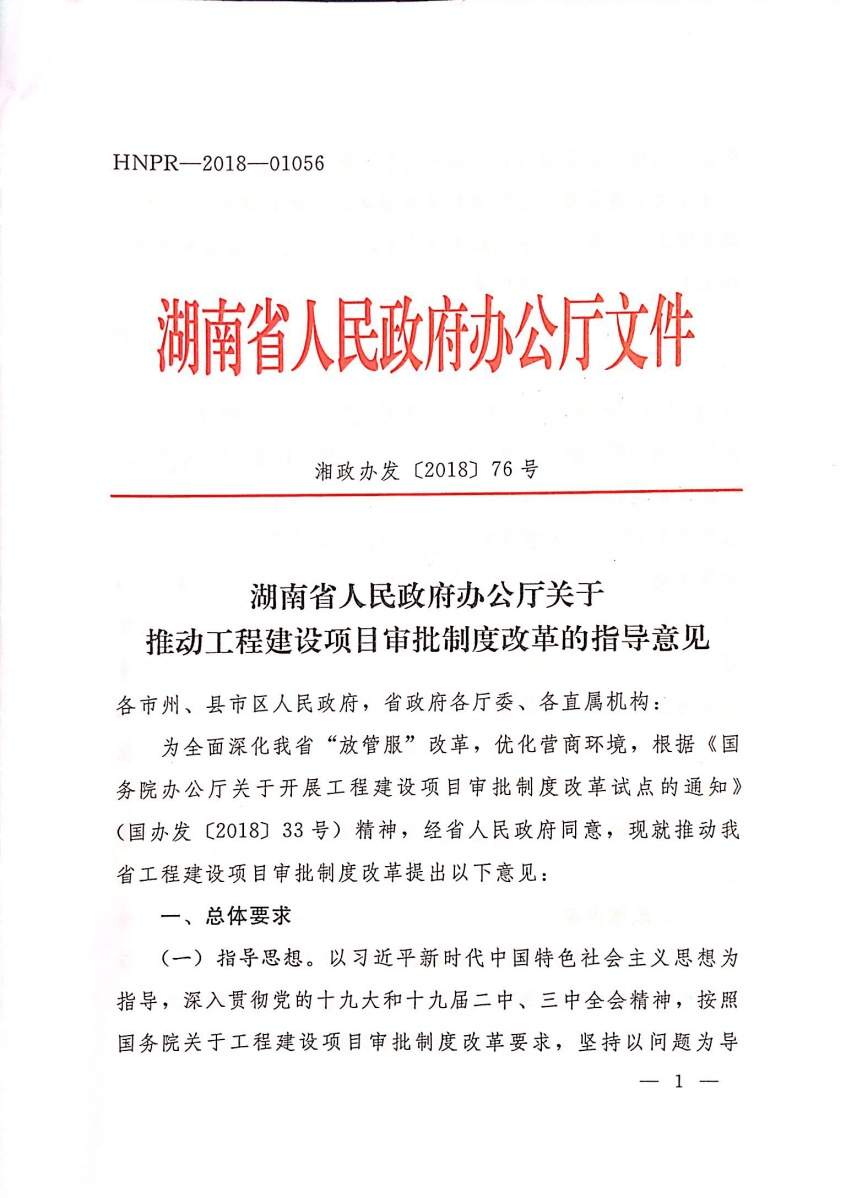 HNPR—2018—01056
湖南省人民政府办公厅文件
湘政办发〔2018〕76号
湖南省人民政府办公厅关于
推动工程建设项目审批制度改革的指导意见
各市州、县市区人民政府，省政府各厅委、各直属机构：
为全面深化我省“放管服”改革，优化营商环境，根据《国
务院办公厅关于开展工程建设项目审批制度改革试点的通知》
（国办发〔2018〕33号）精神，经省人民政府同意，现就推动我
省工程建设项目审批制度改革提出以下意见：
一、总体要求
（一）指导思想。以习近平新时代中国特色社会主义思想为
指导，深入贯彻党的十九大和十九届二中、三中全会精神，按照
国务院关于工程建设项目审批制度改革要求，坚持以问题为导
— 1 —